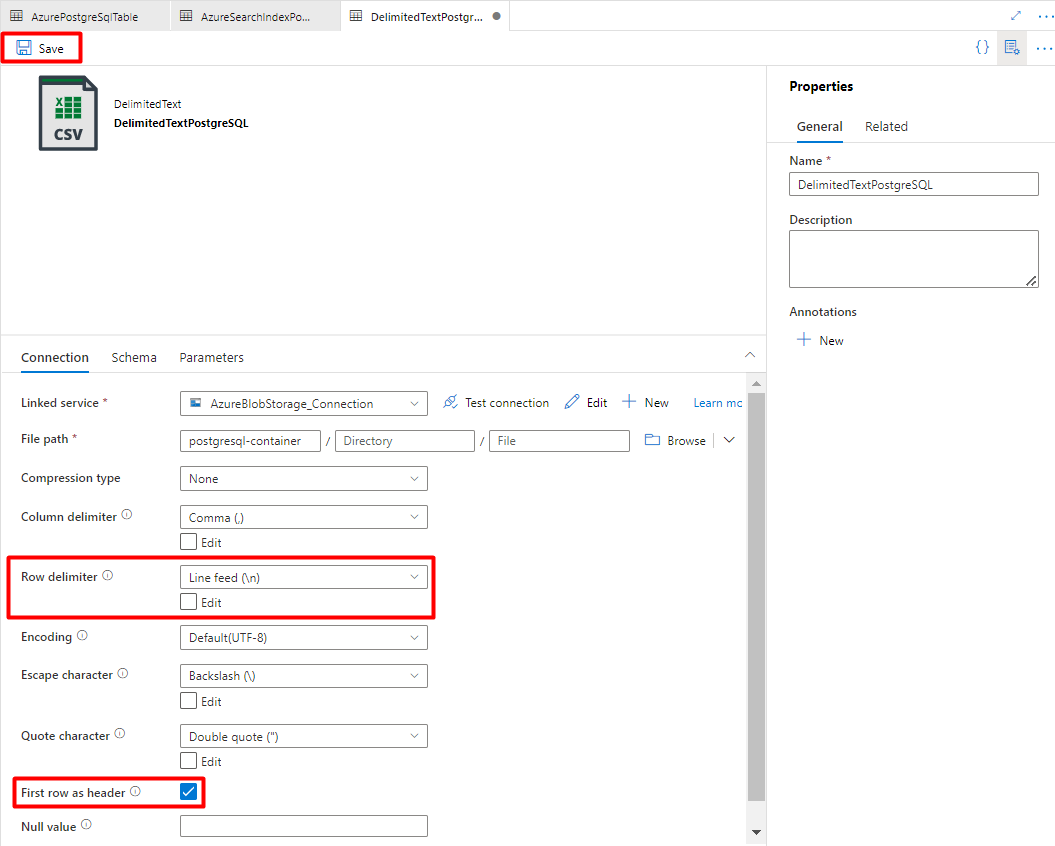 AzurePostgreSqlTable
AzureSearchIndexPo...
DelimitedTextPostgr...
Save
{}
X
CSV
DelimitedText
DelimitedTextPostgreSQL
Connection
Schema
Parameters
Linked service *
AzureBlobStorage_Connection
Test connection
Edit
New
Learn mo
File path *
postgresql-container
/
Directory
/
File
Browse
Compression type
None
Column delimiter
Comma (,)
Edit
Row delimiter
Line feed (\n)
Edit
Encoding
Default(UTF-8)
Escape character
Backslash (\)
Edit
Quote character
Double quote (")
Edit
First row as header
Null value
Properties
General
Related
Name *
DelimitedTextPostgreSQL
Description
Annotations
New